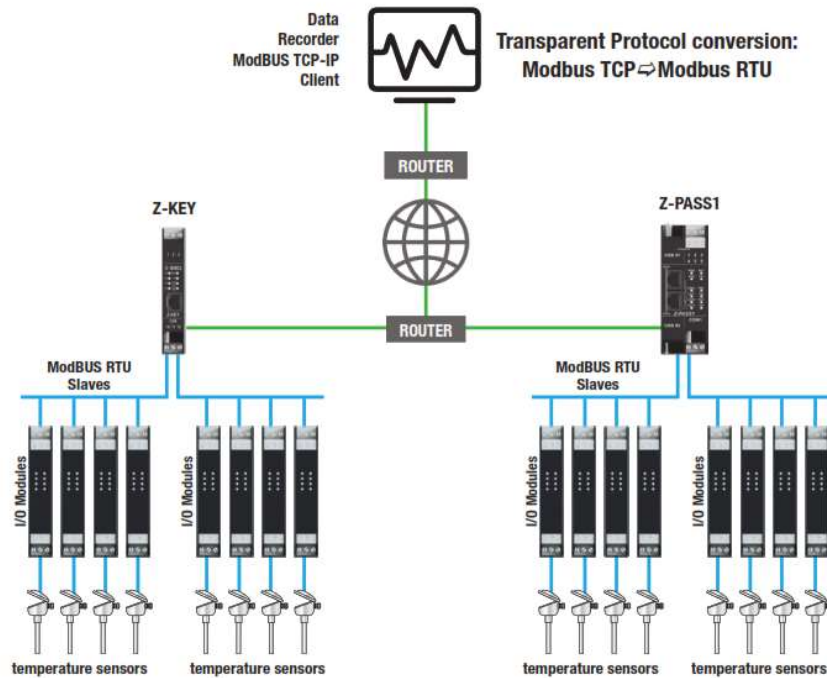 Data
Recorder
ModBUS TCP-IP
Client
Transparent Protocol conversion:
Modbus TCP⇨Modbus RTU
ROUTER
Z-KEY
Z-PASS1
ROUTER
ModBUS RTU
Slaves
ModBUS RTU
Slaves
I/O Modules
I/O Modules
I/O Modules
I/O Modules
temperature sensors
temperature sensors
temperature sensors
temperature sensors